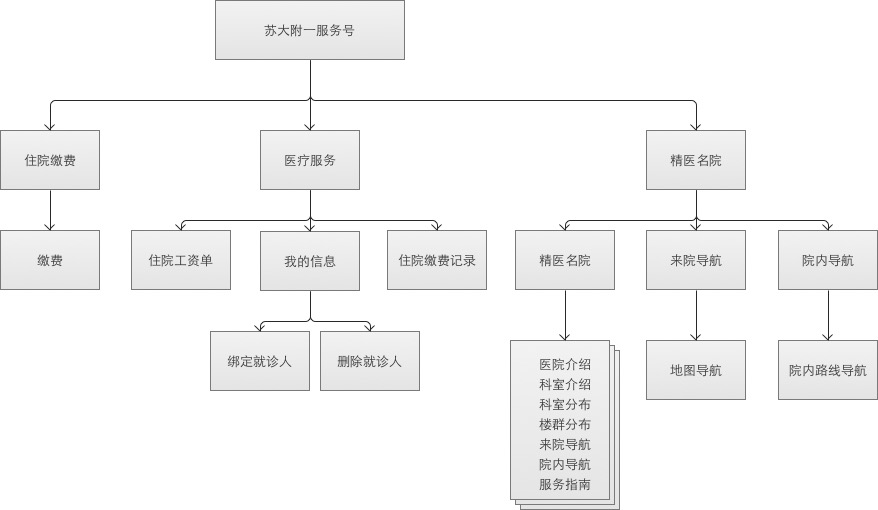 苏大附一服务号
住院缴费
医疗服务
精医名院
缴费
住院工资单
我的信息
住院缴费记录
精医名院
来院导航
院内导航
绑定就诊人
删除就诊人
医院介绍
科室介绍
科室分布
楼群分布
来院导航
院内导航
服务指南
地图导航
院内路线导航